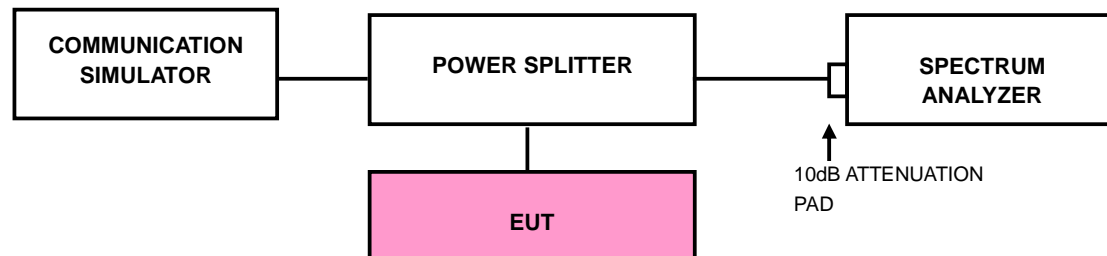 COMMUNICATION
SIMULATOR
POWER SPLITTER
SPECTRUM
ANALYZER
10dB ATTENUATION
PAD
EUT